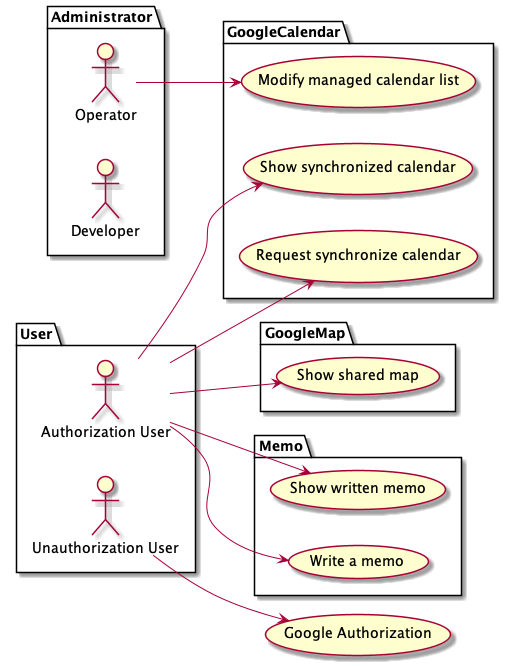 Administrator
Operator
Developer
GoogleCalendar
Modify managed calendar list
Show synchronized calendar
Request synchronize calendar
User
Authorization User
Unauthorization User
GoogleMap
Show shared map
Memo
Show written memo
Write a memo
Google Authorization